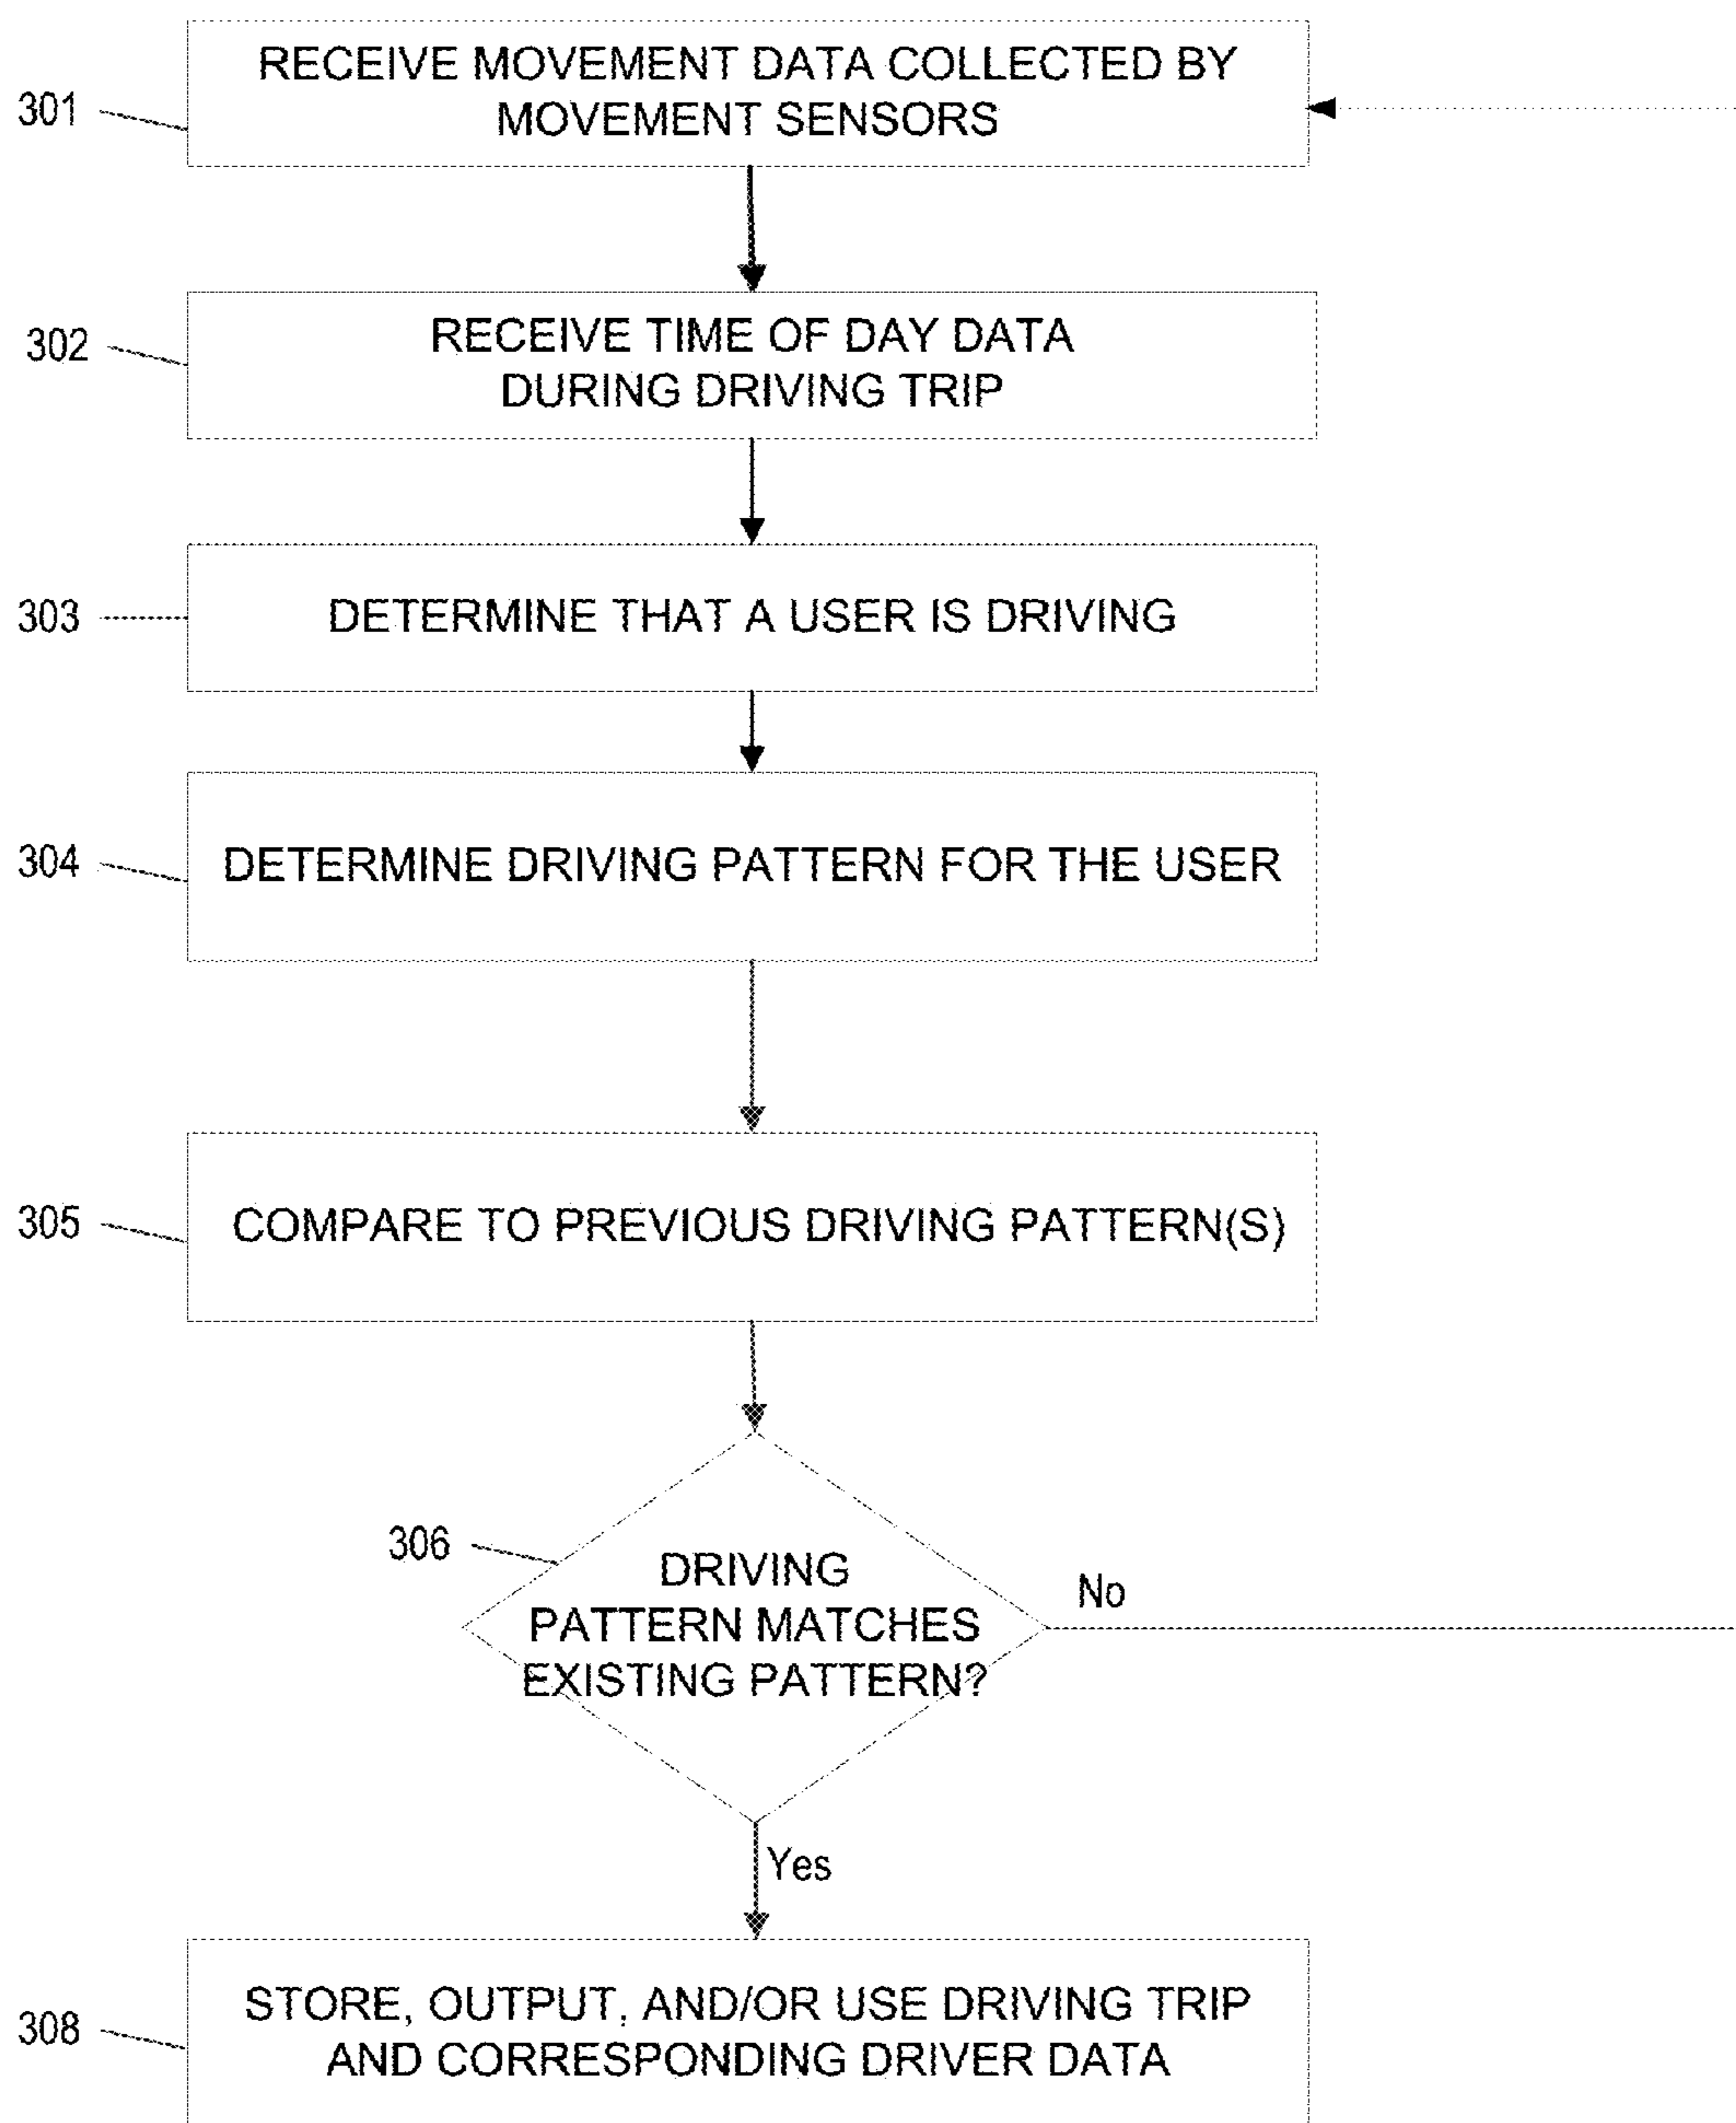 301
RECEIVE MOVEMENT DATA COLLECTED BY
MOVEMENT SENSORS
302
RECEIVE TIME OF DAY DATA
DURING DRIVING TRIP
303
DETERMINE THAT A USER IS DRIVING
304
DETERMINE DRIVING PATTERN FOR THE USER
305
COMPARE TO PREVIOUS DRIVING PATTERN(S)
306
DRIVING
PATTERN MATCHES
EXISTING PATTERN?
No
Yes
308
STORE, OUTPUT, AND/OR USE DRIVING TRIP
AND CORRESPONDING DRIVER DATA